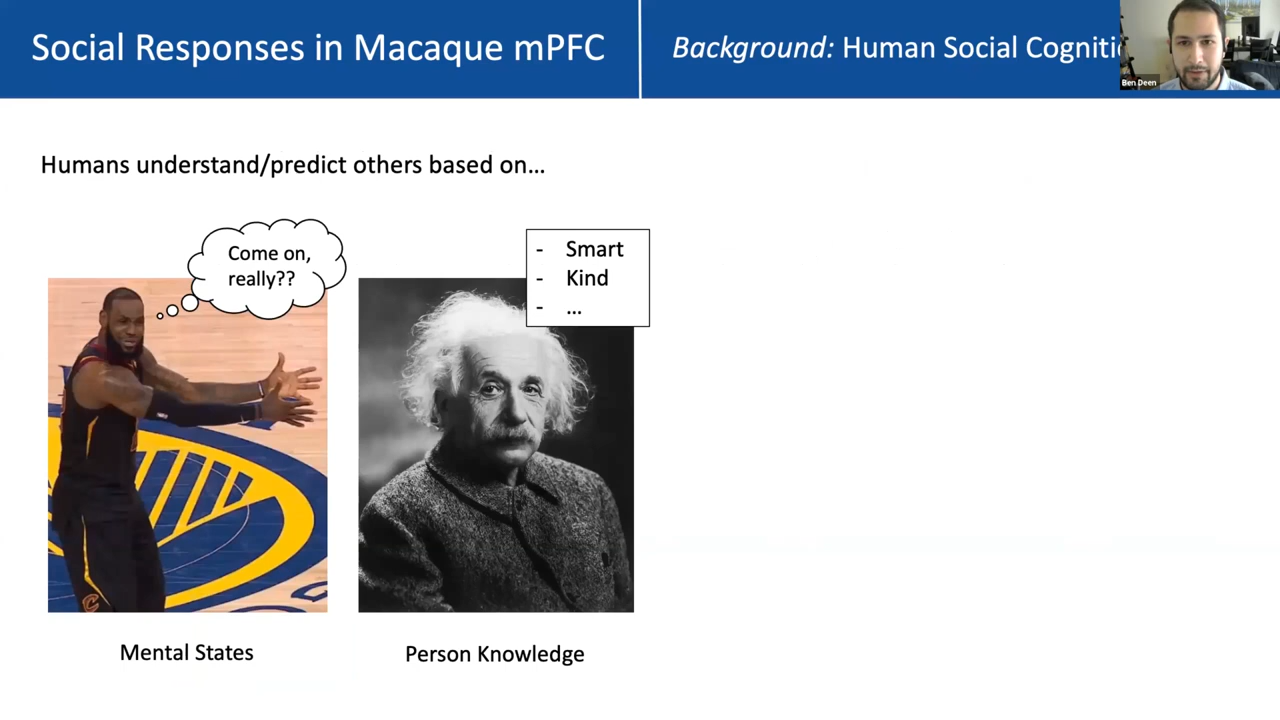 Social Responses in Macaque mPFC
Background: Human Social Cogniti
Ben Deen
Humans understand/predict others based on…
Come on,
really??
- Smart
- Kind
- …
Mental States
Person Knowledge